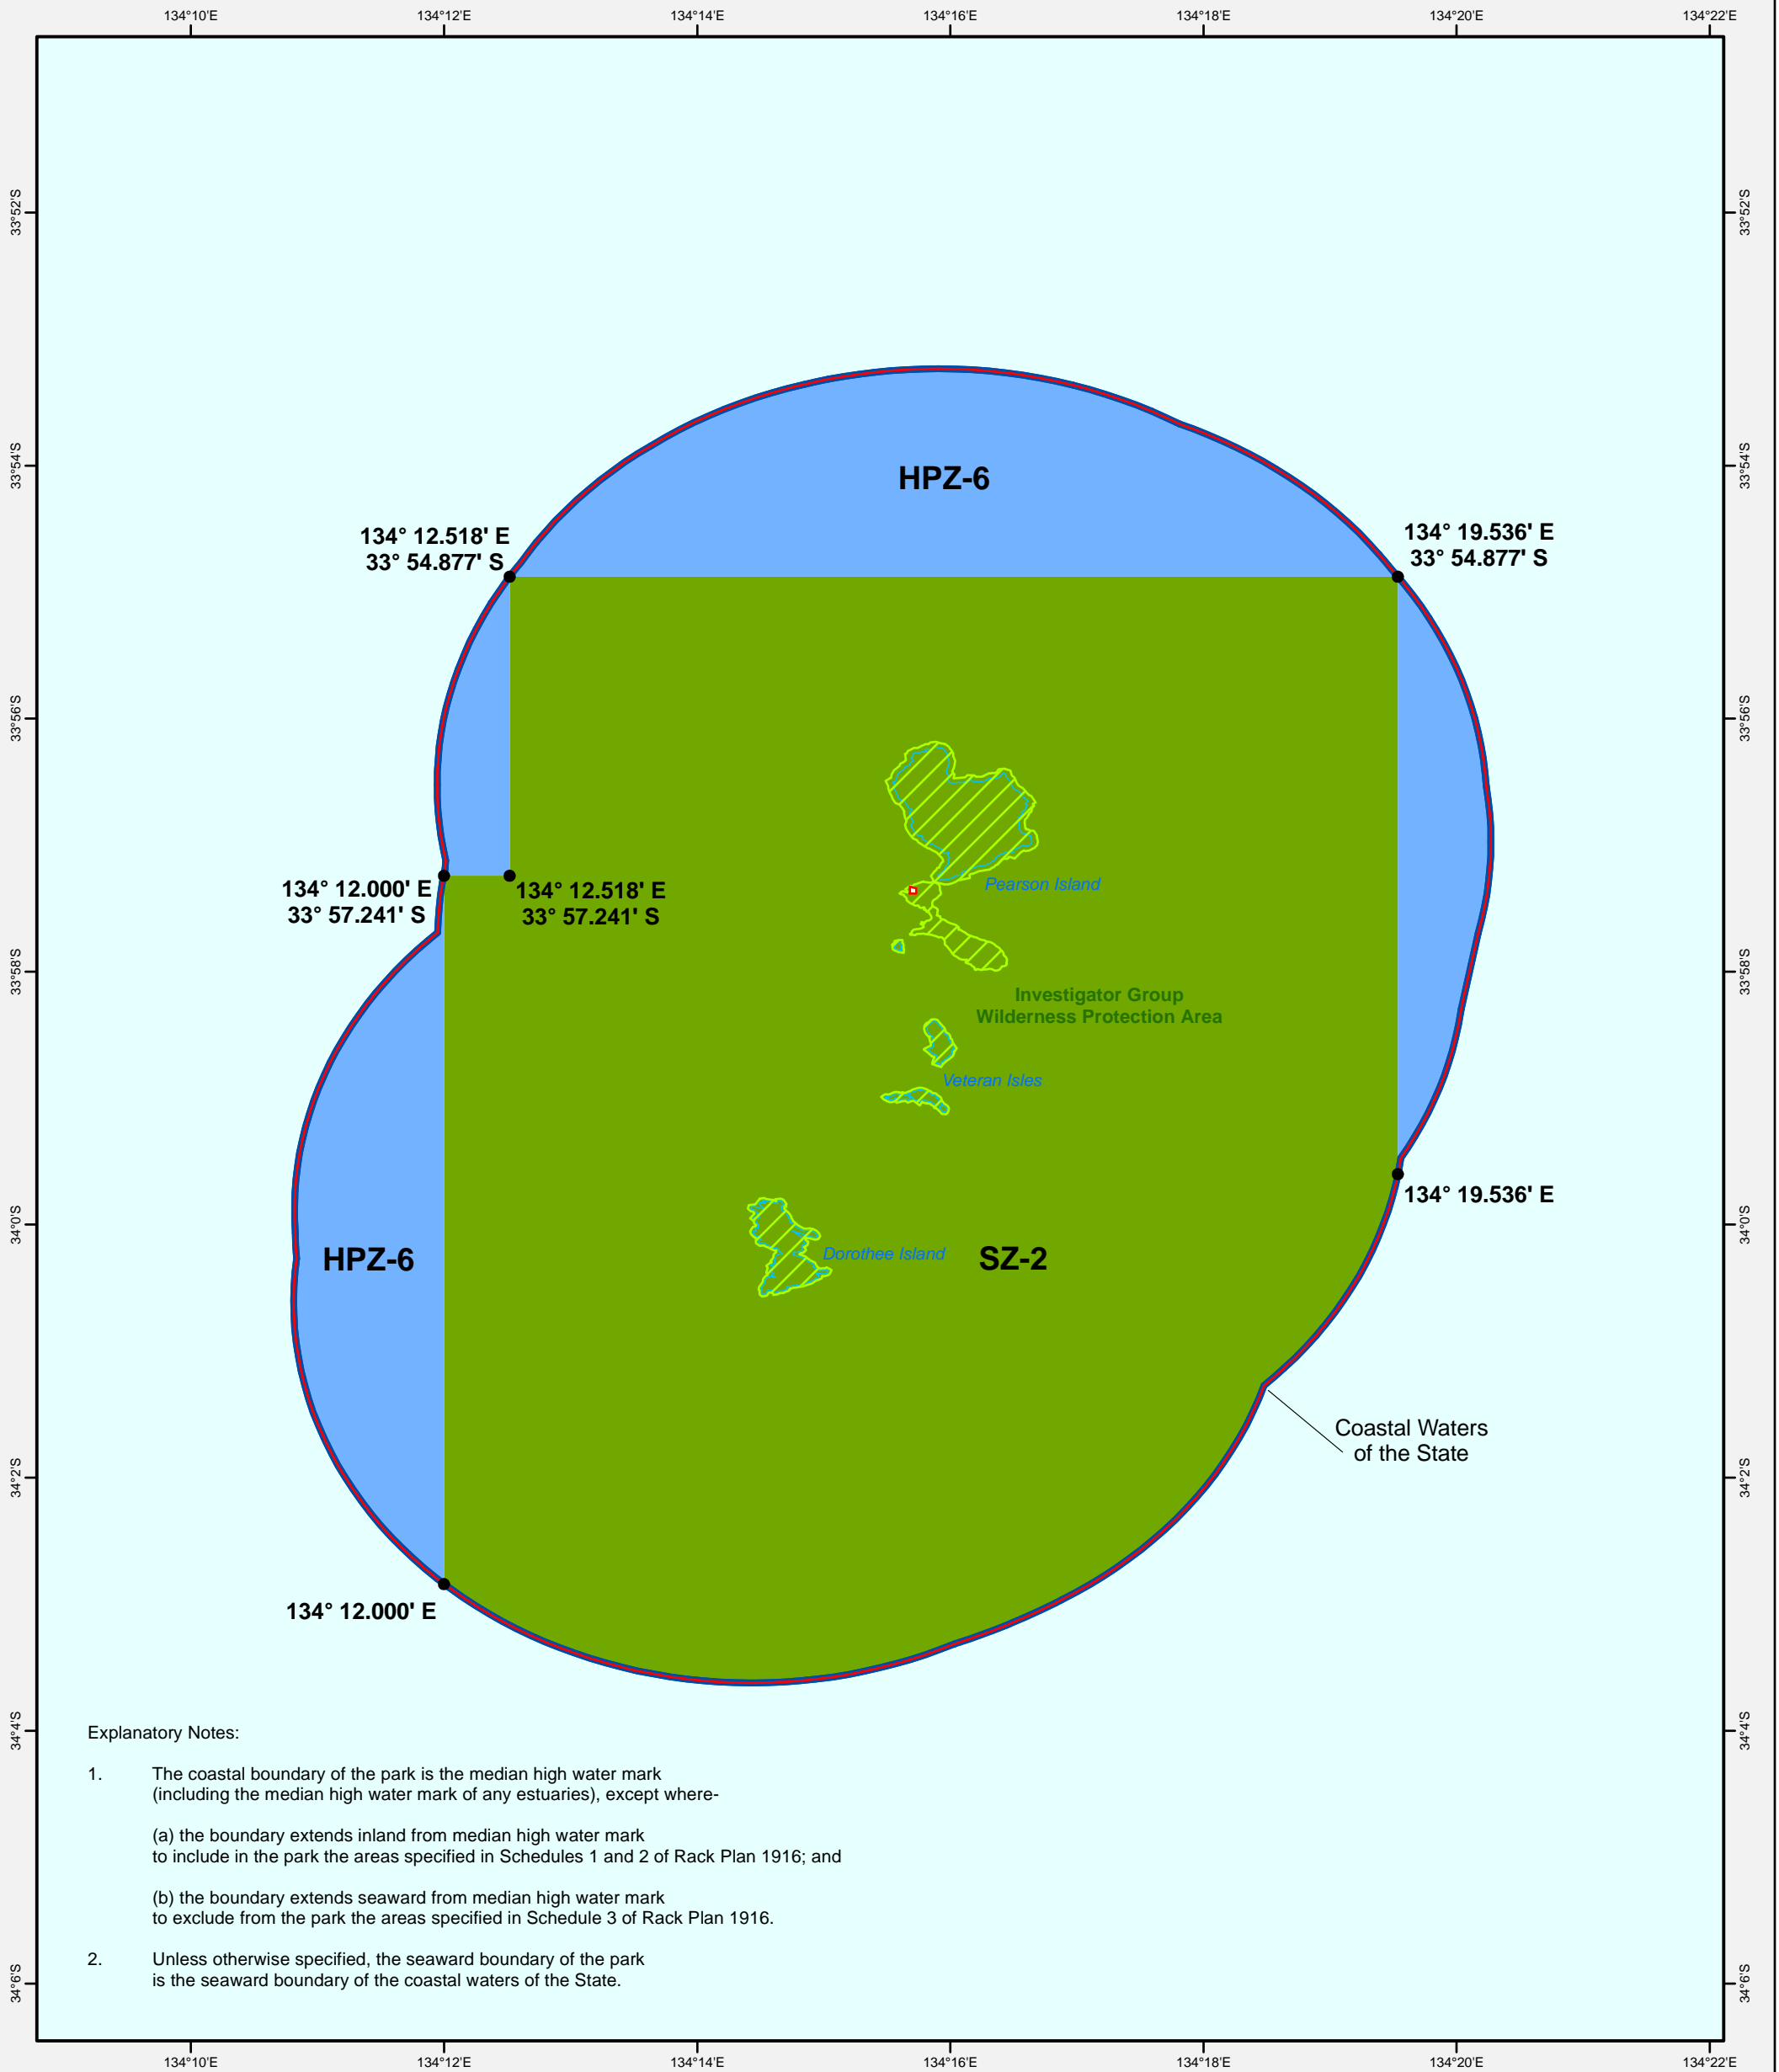 134°10'E 134°12'E 134°14'E 134°16'E 134°18'E 134°20'E 134°22'E
33°52'S 33°52'S
33°54'S 33°54'S
HPZ-6
134° 12.518' E
33° 54.877' S
134° 19.536' E
33° 54.877' S
33°56'S 33°56'S
134° 12.000' E
33° 57.241' S
134° 12.518' E
33° 57.241' S
Pearson Island
33°58'S 33°58'S
Investigator Group
Wilderness Protection Area
Veteran Isles
134° 19.536' E
34°0'S 34°0'S
HPZ-6
Dorothee Island
SZ-2
Coastal Waters
of the State
34°2'S 34°2'S
134° 12.000' E
34°4'S 34°4'S
Explanatory Notes:
1. The coastal boundary of the park is the median high water mark
(including the median high water mark of any estuaries), except where-
(a) the boundary extends inland from median high water mark
to include in the park the areas specified in Schedules 1 and 2 of Rack Plan 1916; and
(b) the boundary extends seaward from median high water mark
to exclude from the park the areas specified in Schedule 3 of Rack Plan 1916.
2. Unless otherwise specified, the seaward boundary of the park
is the seaward boundary of the coastal waters of the State.
34°6'S 34°6'S
134°10'E 134°12'E 134°14'E 134°16'E 134°18'E 134°20'E 134°22'E